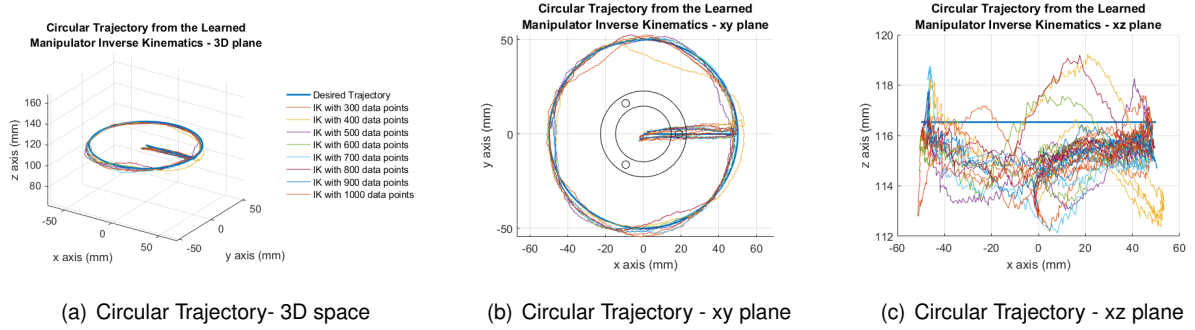 Circular Trajectory from the Learned
Manipulator Inverse Kinematics - 3D plane
160
140
120
100
80
z axis (mm)
-50
0
50
x axis (mm)
-50
0
50
y axis (mm)
Desired Trajectory
IK with 300 data points
IK with 400 data points
IK with 500 data points
IK with 600 data points
IK with 700 data points
IK with 800 data points
IK with 900 data points
IK with 1000 data points
(a) Circular Trajectory- 3D space
Circular Trajectory from the Learned
Manipulator Inverse Kinematics - xy plane
50
0
-50
y axis (mm)
-60
-40
-20
0
20
40
60
x axis (mm)
(b) Circular Trajectory - xy plane
Circular Trajectory from the Learned
Manipulator Inverse Kinematics - xz plane
120
118
116
114
112
z axis (mm)
-60
-40
-20
0
20
40
60
x axis (mm)
(c) Circular Trajectory - xz plane